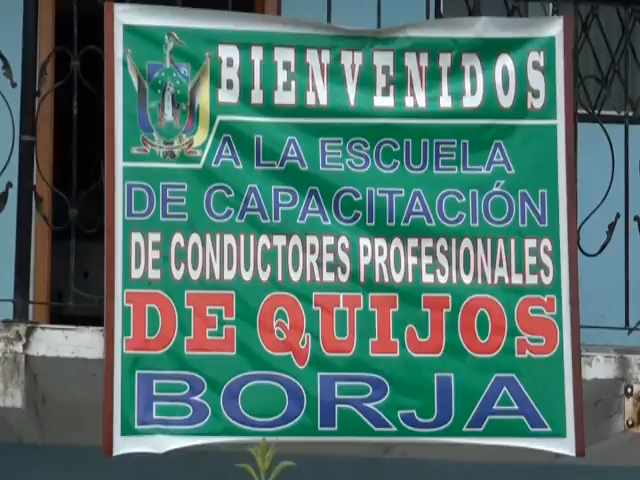 BIENVENIDOS
A LA ESCUELA
DE CAPACITACIÓN
DE CONDUCTORES PROFESIONALES
DE QUIJOS
BORJA